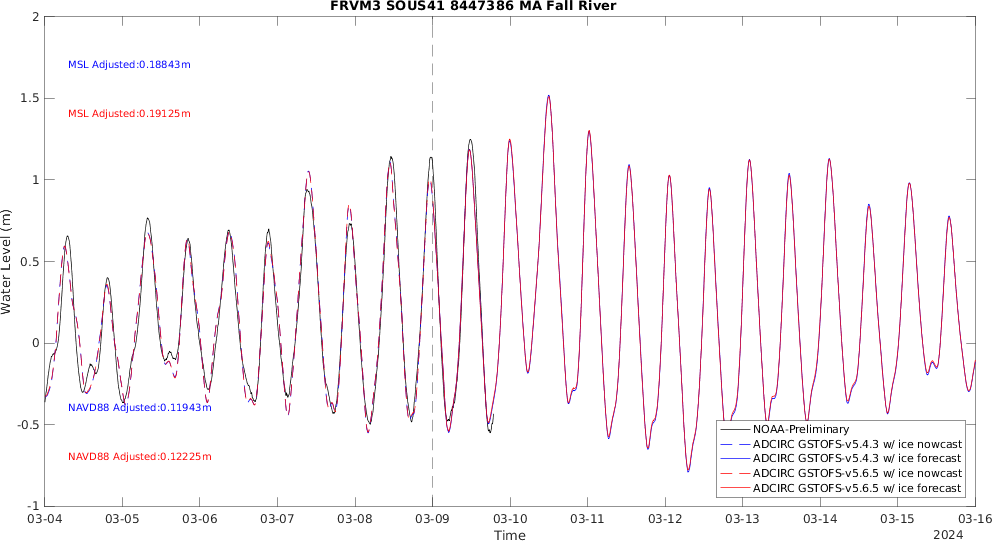 FRVM3 SOUS41 8447386 MA Fall River
2
1.5
1
0.5
0
-0.5
-1
Water Level (m)
MSL Adjusted:0.18843m
MSL Adjusted:0.19125m
NAVD88 Adjusted:0.11943m
NAVD88 Adjusted:0.12225m
NOAA-Preliminary
ADCIRC GSTOFS-v5.4.3 w/ ice nowcast
ADCIRC GSTOFS-v5.4.3 w/ ice forecast
ADCIRC GSTOFS-v5.6.5 w/ ice nowcast
ADCIRC GSTOFS-v5.6.5 w/ ice forecast
03-04 03-05 03-06 03-07 03-08 03-09 03-10 03-11 03-12 03-13 03-14 03-15 03-16
Time
2024